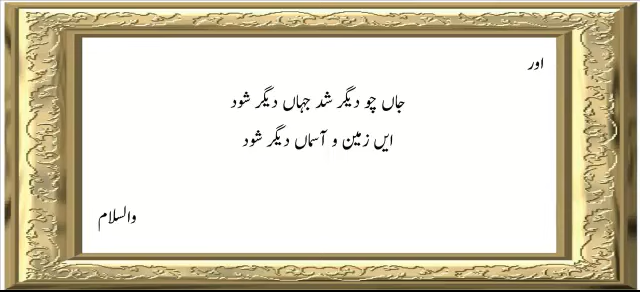 اور
جاں چو دیگر شد جہاں دیگر شود
ایں زمین و آسماں دیگر شود
والسلام